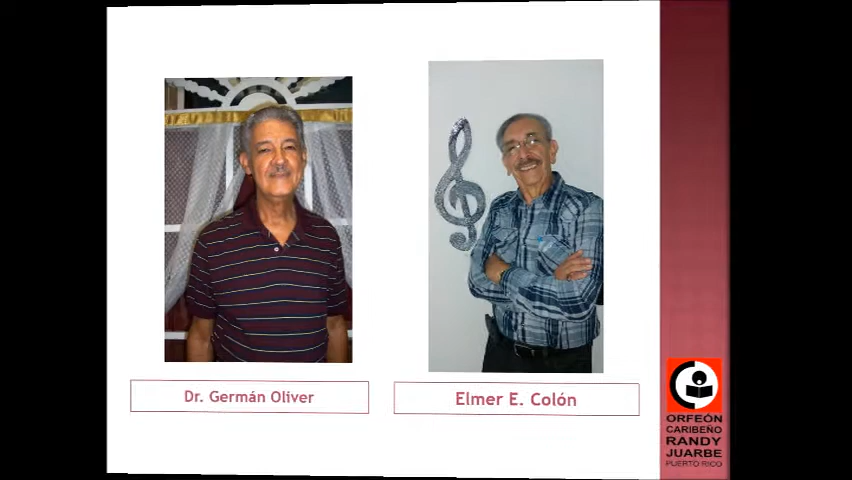 Dr. Germán Oliver
Elmer E. Colón
ORFEÓN
CARIBEÑO
RANDY
JUARBE
PUERTO RICO